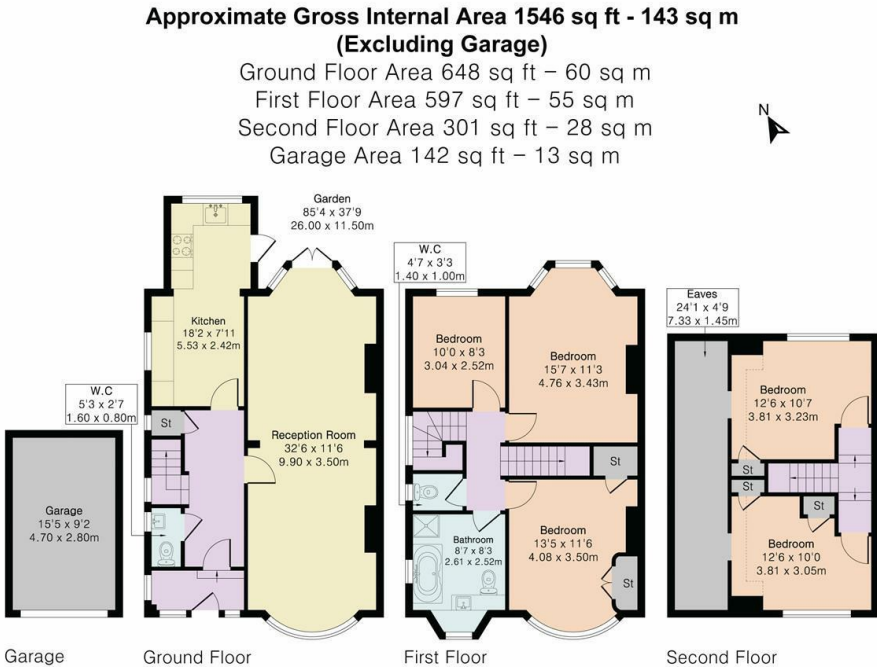 Approximate Gross Internal Area 1546 sq ft - 143 sq m
(Excluding Garage)
Ground Floor Area 648 sq ft – 60 sq m
First Floor Area 597 sq ft – 55 sq m
Second Floor Area 301 sq ft – 28 sq m
Garage Area 142 sq ft – 13 sq m
N
Garden
85'4 x 37'9
26.00 x 11.50m
Kitchen
18'2 x 7'11
5.53 x 2.42m
W.C
5'3 x 2'7
1.60 x 0.80m
St
Reception Room
32'6 x 11'6
9.90 x 3.50m
Garage
15'5 x 9'2
4.70 x 2.80m
W.C
4'7 x 3'3
1.40 x 1.00m
Bedroom
10'0 x 8'3
3.04 x 2.52m
Bedroom
15'7 x 11'3
4.76 x 3.43m
St
Bathroom
8'7 x 8'3
2.61 x 2.52m
Bedroom
13'5 x 11'6
4.08 x 3.50m
St
Eaves
24'1 x 4'9
7.33 x 1.45m
Bedroom
12'6 x 10'7
3.81 x 3.23m
St
St
St
Bedroom
12'6 x 10'0
3.81 x 3.05m
Garage
Ground Floor
First Floor
Second Floor